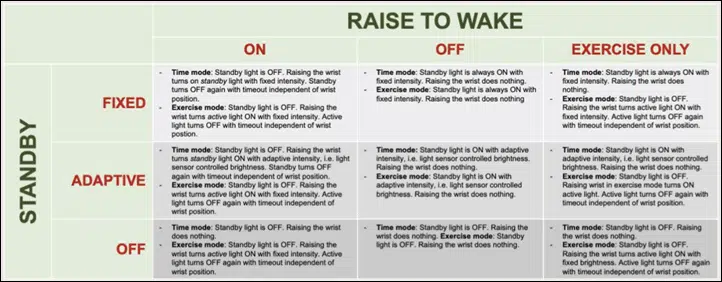 RAISE TO WAKE
ON
OFF
EXERCISE ONLY
STANDBY
FIXED
- Time mode: Standby light is OFF. Raising the wrist
turns on standby light with fixed intensity. Standby
turns OFF again with timeout independent of wrist
position.
- Exercise mode: Standby light is OFF. Raising the
wrist turns active light ON with fixed intensity. Active
light turns OFF with timeout independent of wrist
postion.
- Time mode: Standby light is always ON with
fixed intensity. Raising the wrist does nothing.
- Exercise mode: Standby light is always ON
with fixed intensity. Raising the wrist does nothing
- Time mode: Standby light is always ON with
fixed intensity. Raising the wrist does
nothing.
- Exercise mode: Standby light is OFF.
Raising the wrist turns active light ON with
fixed intensity. Active light turns OFF again
with timeout independent of wrist position.
ADAPTIVE
- Time mode: Standby light is OFF. Raising the wrist
turns standby light ON with adaptive intensity, i.e. light
sensor controlled brightness. Standby turns OFF
again with timeout independent of wrist position.
- Exercise mode: Standby light is OFF. Raising the
wrist turns active light ON with fixed intensity. Active
light turns OFF again with timeout independent of
wrist position.
- Time mode: Standby light is ON with adaptive
intensity, i.e. light sensor controlled brightness.
Raising the wrist does nothing.
- Exercise mode: Standby light is ON with
adaptive intensity, i.e. light sensor controlled
brightness. Raising the wrist does nothing.
- Time mode: Standby light is ON with
adaptive intensity, i.e. light sensor controlled
brightness. Raising the wrist does nothing.
- Exercise mode: Standby light is OFF.
Raising wrist in exercise mode turns ON
active light. Active light turns OFF again with
timeout independent of wrist position.
OFF
- Time mode: Standby light is OFF. Raising the wrist
does nothing.
- Exercise mode: Standby light is OFF. Raising the
wrist turns active light ON with fixed intensity. Active
light turns OFF again with timeout independent of
wrist position.
- Time mode: Standby light is OFF. Raising the
wrist does nothing. Exercise mode: Standby
light is OFF. Raising the wrist does nothing.
- Time mode: Standby light is OFF. Raising
the wrist does nothing.
- Exercise mode: Standby light is OFF.
Raising the wrist turns active light ON with
fixed brightness. Active light turns OFF again
with timeout independent of wrist position.